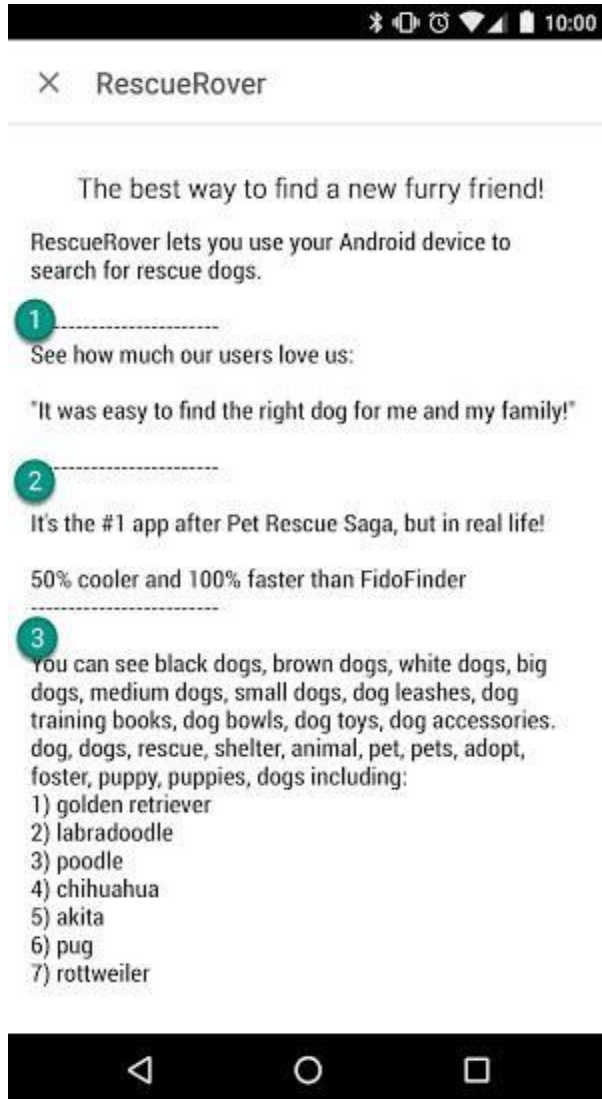 10:00
RescueRover
The best way to find a new furry friend!
RescueRover lets you use your Android device to
search for rescue dogs.
1
-----------------------
See how much our users love us:
"It was easy to find the right dog for me and my family!"
-----------------------
2
It's the #1 app after Pet Rescue Saga, but in real life!
50% cooler and 100% faster than FidoFinder
--------------------------
3
You can see black dogs, brown dogs, white dogs, big
dogs, medium dogs, small dogs, dog leashes, dog
training books, dog bowls, dog toys, dog accessories.
dog, dogs, rescue, shelter, animal, pet, pets, adopt,
foster, puppy, puppies, dogs including:
1) golden retriever
2) labradoodle
3) poodle
4) chihuahua
5) akita
6) pug
7) rottweiler